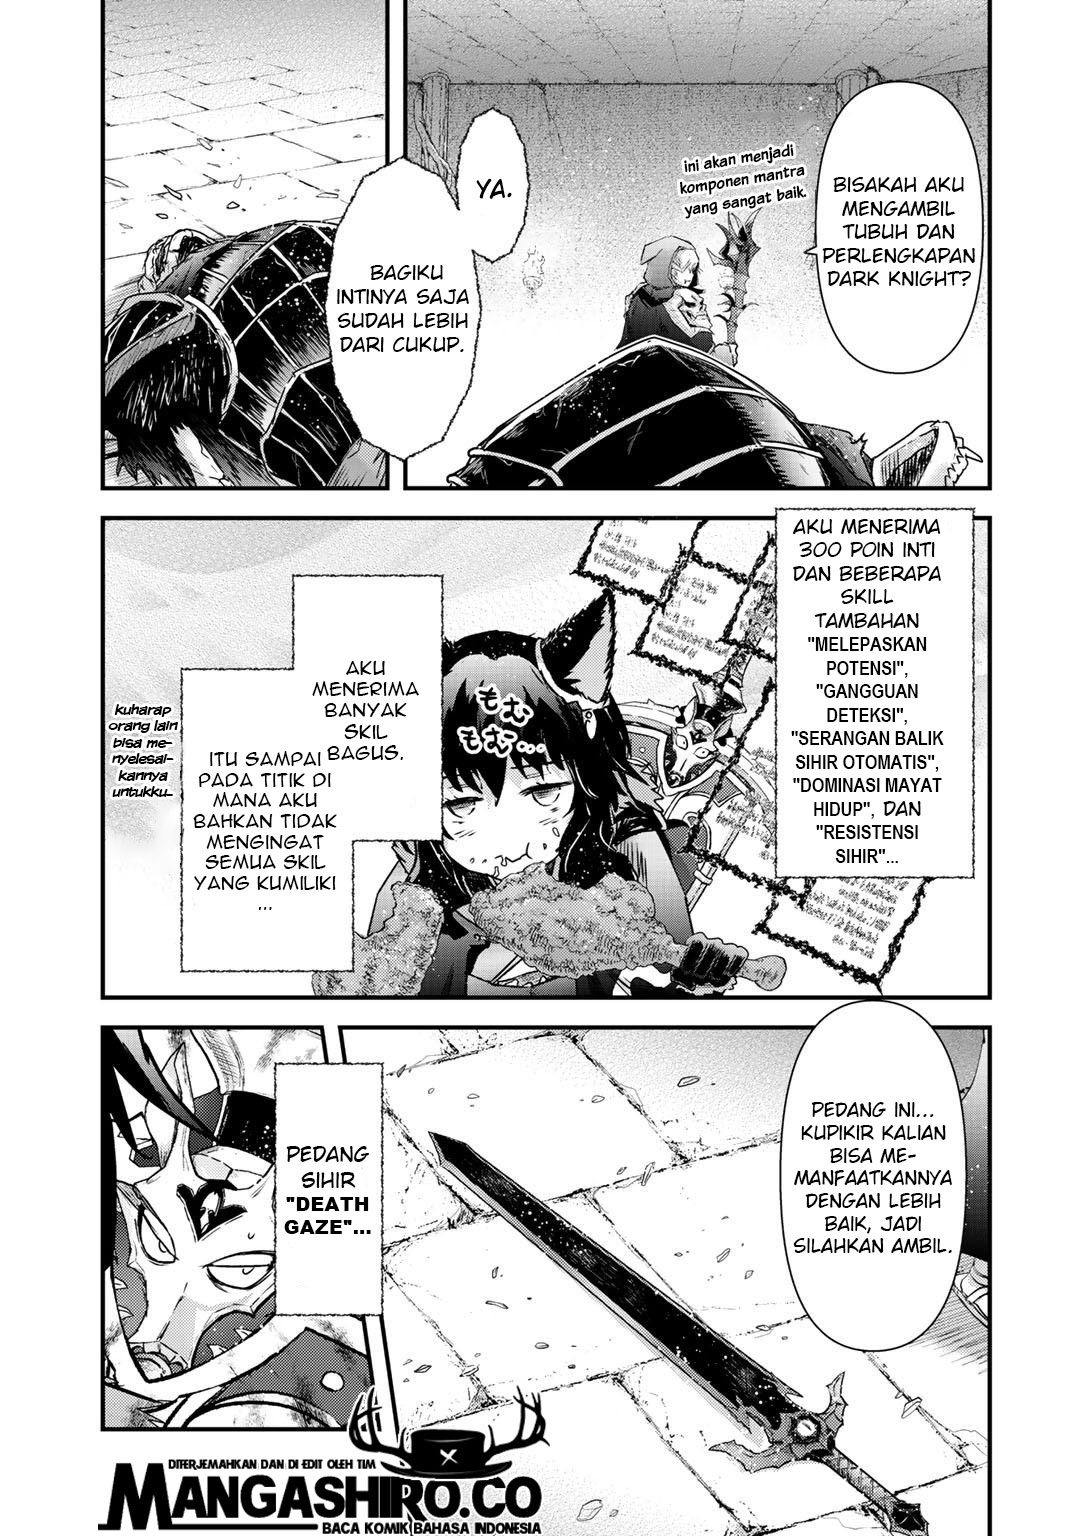 BISAKAH AKU
MENGAMBIL
TUBUH DAN
PERLENGKAPAN
DARK KNIGHT?
ini akan menjadi
komponen mantra
yang sangat baik.
YA.
BAGIKU
INTINYA SAJA
SUDAH LEBIH
DARI CUKUP.
AKU MENERIMA
300 POIN INTI
DAN BEBERAPA
SKILL
TAMBAHAN
"MELEPASKAN
POTENSI",
"GANGGUAN
DETEKSI",
"SERANGAN BALIK
SIHIR OTOMATIS",
"DOMINASI MAYAT
HIDUP", DAN
"RESISTENSI
SIHIR"...
もむ
もむ...
AKU
MENERIMA
BANYAK
SKIL
BAGUS.
ITU SAMPAI
PADA TITIK DI
MANA AKU
BAHKAN TIDAK
MENGINGAT
SEMUA SKIL
YANG KUMILIKI
...
kuharap
orang lain
bisa me-
nyelesai-
kannya
untukku...
PEDANG INI...
KUPIKIR KALIAN
BISA ME-
MANFAATKANNYA
DENGAN LEBIH
BAIK, JADI
SILAHKAN AMBIL.
PEDANG
SIHIR
"DEATH
GAZE"...
DITERJEMAHKAN DAN DI EDIT OLEH TIM
MANGASHIRO.CO
BACA KOMIK BAHASA INDONESIA